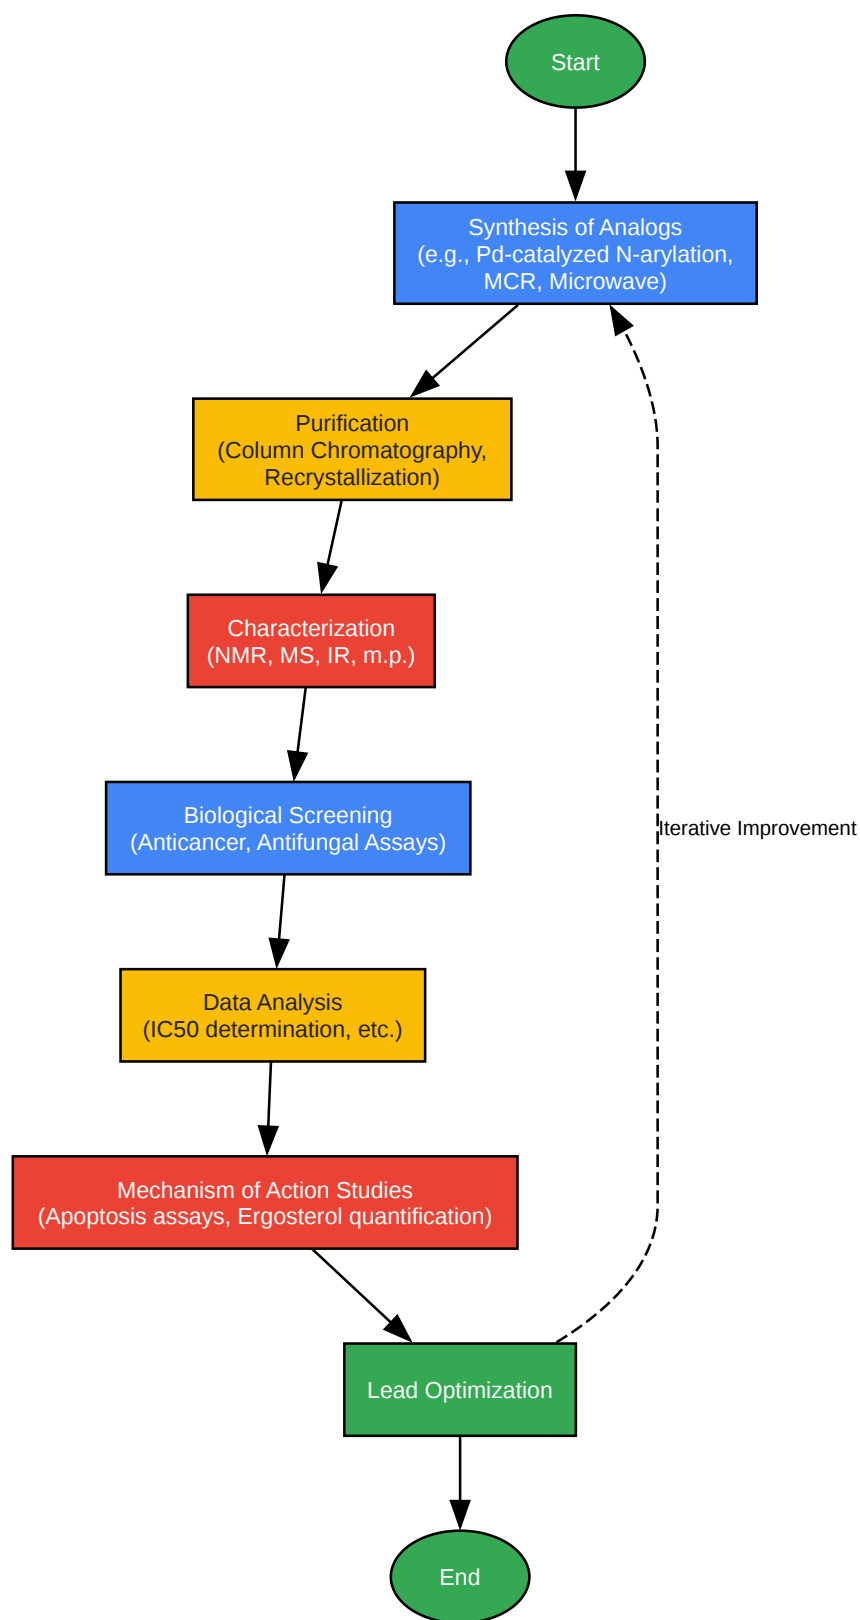 Start
Synthesis of Analogs
(e.g., Pd-catalyzed N-arylation,
MCR, Microwave)
Purification
(Column Chromatography,
Recrystallization)
Characterization
(NMR, MS, IR, m.p.)
Biological Screening
(Anticancer, Antifungal Assays)
Iterative Improvement
Data Analysis
(IC50 determination, etc.)
Mechanism of Action Studies
(Apoptosis assays, Ergosterol quantification)
Lead Optimization
End